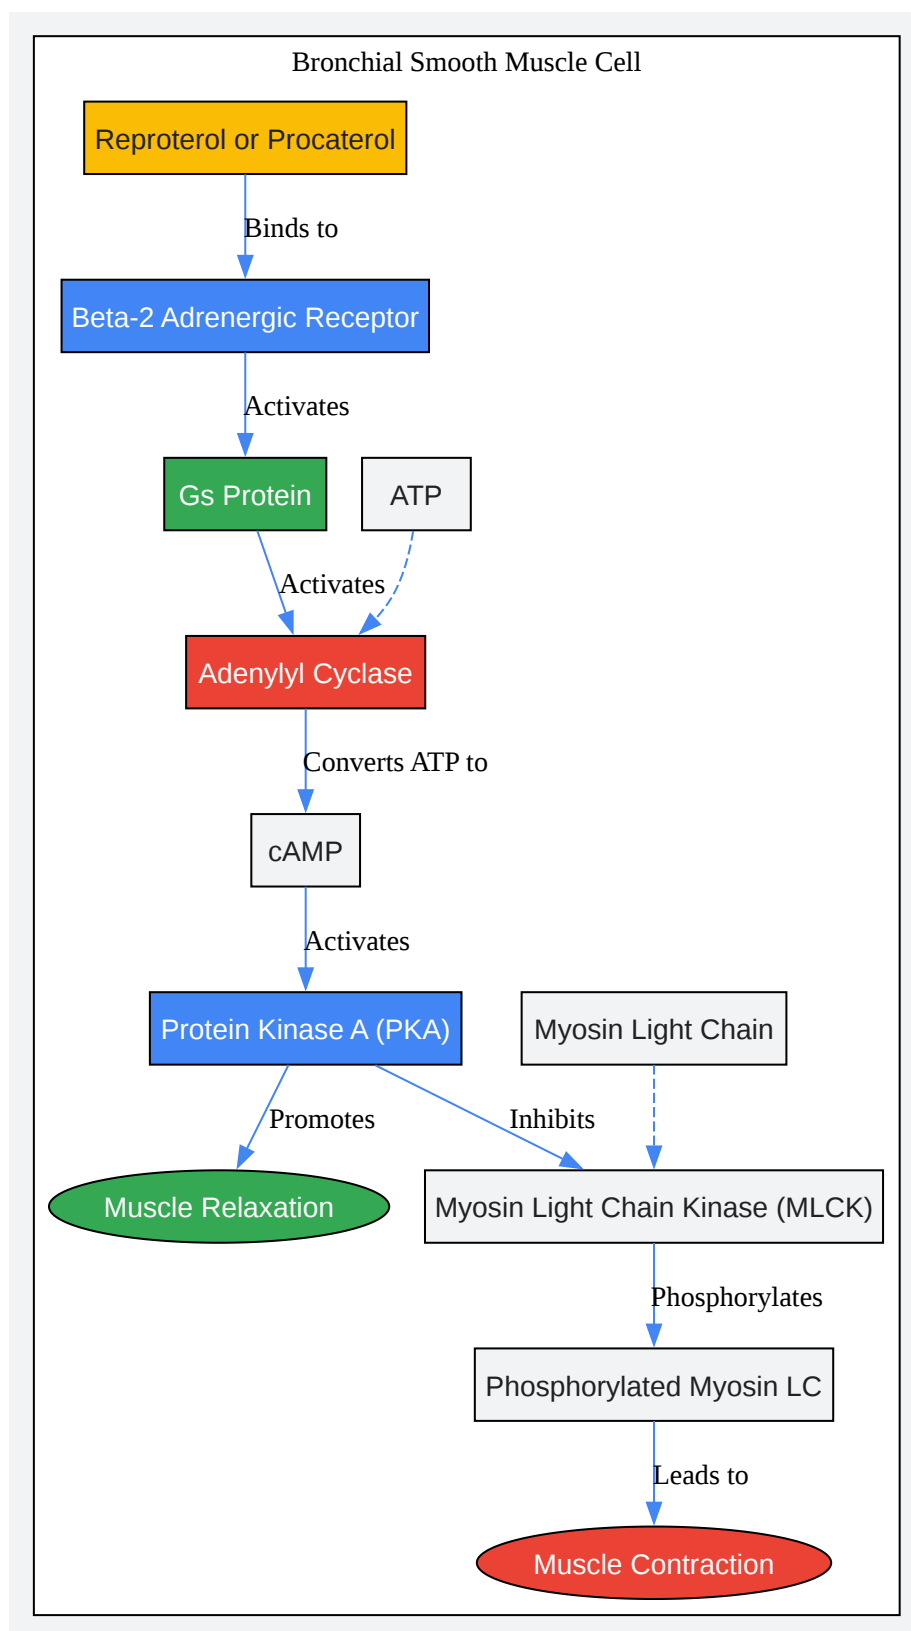 Bronchial Smooth Muscle Cell
Reproterol or Procaterol
Binds to
Beta-2 Adrenergic Receptor
Activates
Gs Protein
ATP
Activates
Adenylyl Cyclase
Converts ATP to
cAMP
Activates
Protein Kinase A (PKA)
Myosin Light Chain
Promotes
Inhibits
Muscle Relaxation
Myosin Light Chain Kinase (MLCK)
Phosphorylates
Phosphorylated Myosin LC
Leads to
Muscle Contraction